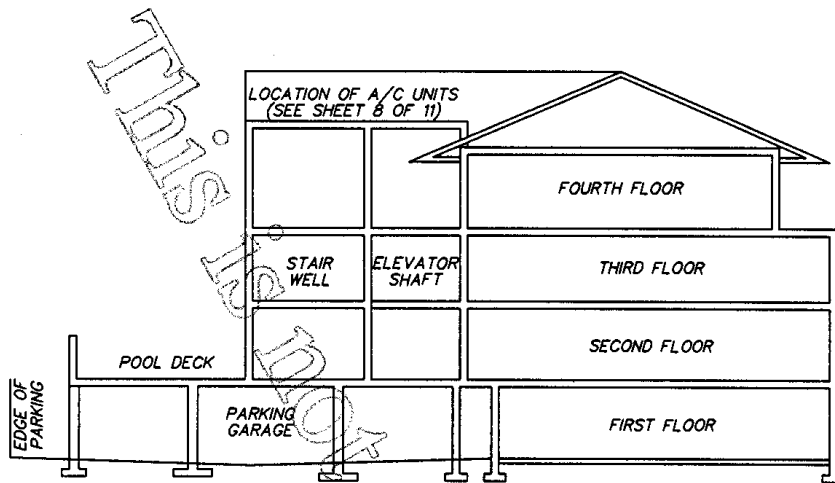 LOCATION OF A/C UNITS
(SEE SHEET 8 OF 11)
FOURTH FLOOR
STAIR
WELL
ELEVATOR
SHAFT
THIRD FLOOR
SECOND FLOOR
POOL DECK
EDGE OF
PARKING
PARKING
GARAGE
FIRST FLOOR
This is not